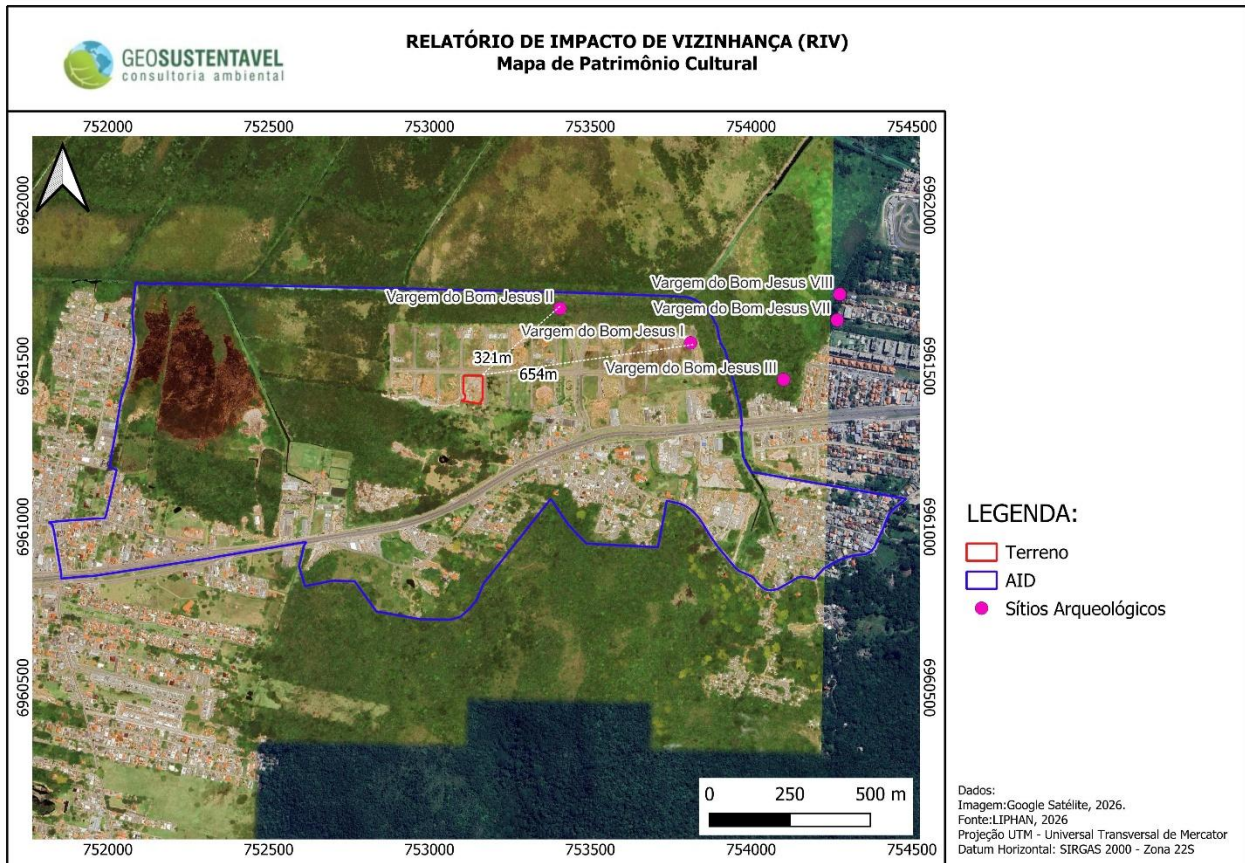 GEOSUSTENTAVEL
consultoria ambiental
RELATÓRIO DE IMPACTO DE VIZINHANÇA (RIV)
Mapa de Patrimônio Cultural
752000 752500 753000 753500 754000 754500
6962000 6962000
Vargem do Bom Jesus VIII
Vargem do Bom Jesus II
Vargem do Bom Jesus VII
Vargem do Bom Jesus I
321m
Vargem do Bom Jesus III
654m
6961500 6961500
6961000 6961000
LEGENDA:
Terreno
AID
Sítios Arqueológicos
6960500 6960500
0 250 500 m
752000 752500 753000 753500 754000 754500
Dados:
Imagem:Google Satélite, 2026.
Fonte:LIPHAN, 2026
Projeção UTM - Universal Transversal de Mercator
Datum Horizontal: SIRGAS 2000 - Zona 22S